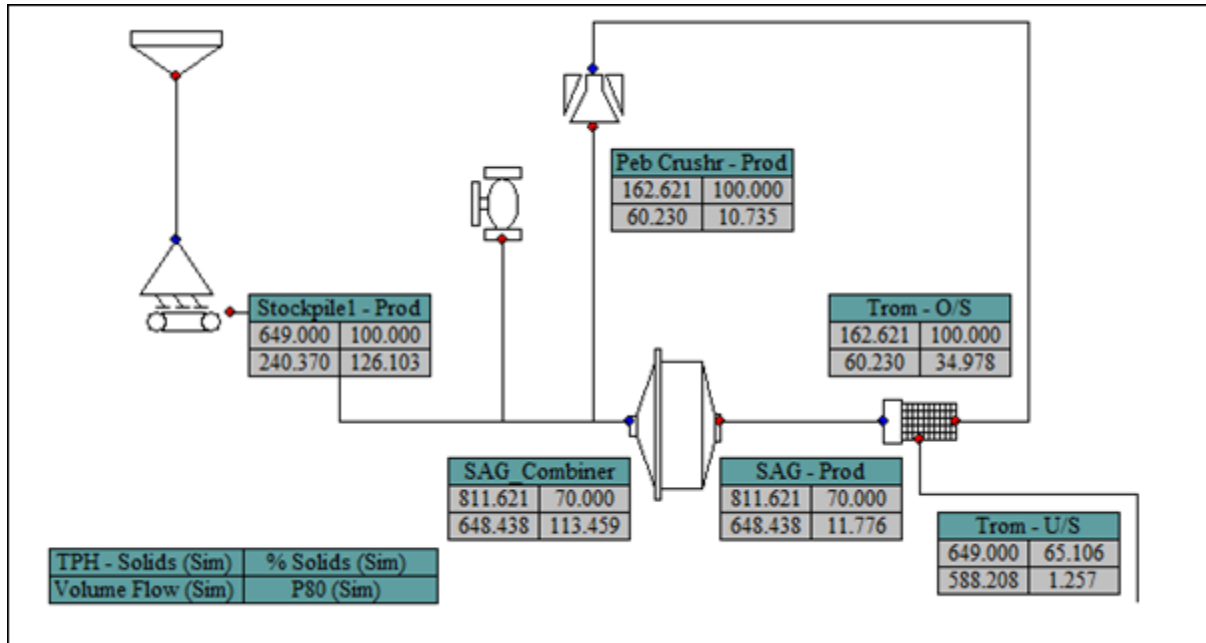 Peb Crushr - Prod
162.621 100.000
60.230 10.735
Stockpile1 - Prod
649.000 100.000
240.370 126.103
Trom - O/S
162.621 100.000
60.230 34.978
SAG_Combiner
811.621 70.000
648.438 113.459
SAG - Prod
811.621 70.000
648.438 11.776
Trom - U/S
649.000 65.106
588.208 1.257
TPH - Solids (Sim) % Solids (Sim)
Volume Flow (Sim) P80 (Sim)